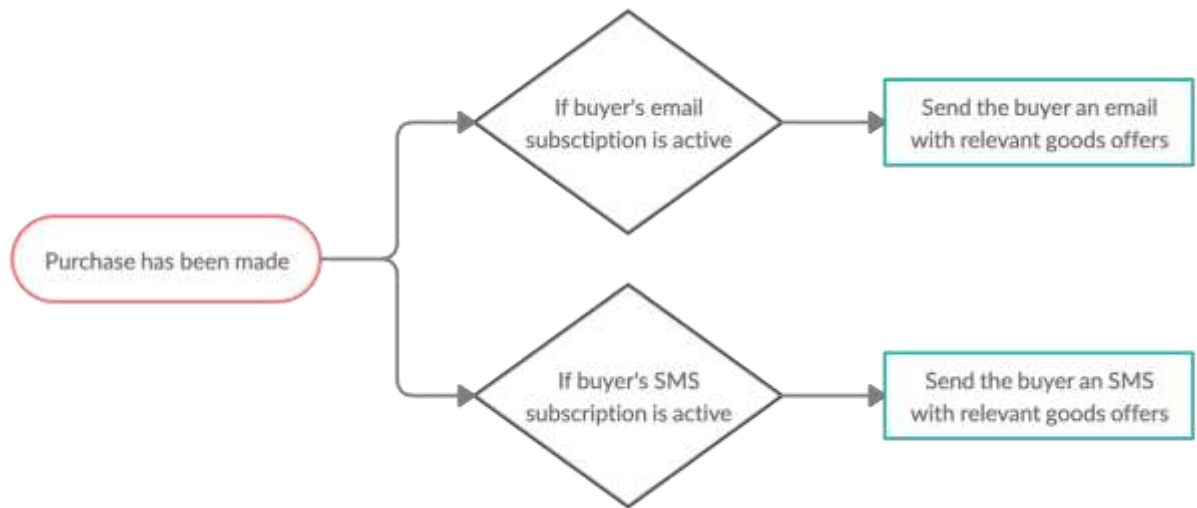 If buyer's email
subsctiption is active
Send the buyer an email
with relevant goods offers
Purchase has been made
If buyer's SMS
subscription is active
Send the buyer an SMS
with relevant goods offers